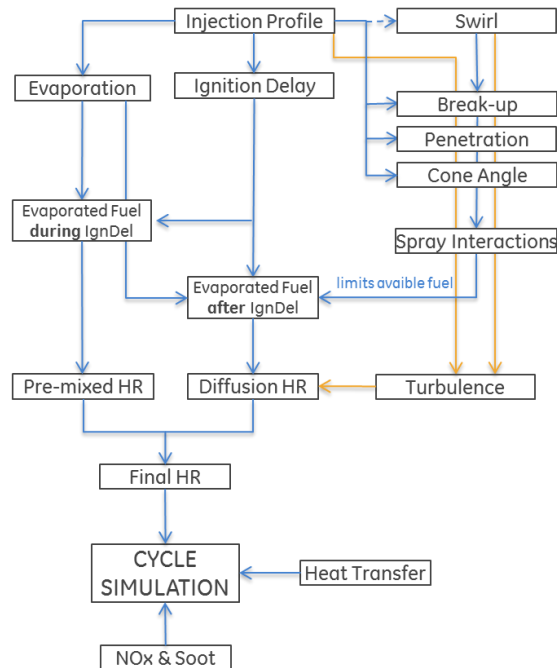 Injection Profile
Swirl
Evaporation
Ignition Delay
Break-up
Penetration
Cone Angle
Evaporated Fuel
during IgnDel
Spray Interactions
Evaporated Fuel
after IgnDel
limits avaible fuel
Pre-mixed HR
Diffusion HR
Turbulence
Final HR
CYCLE
SIMULATION
Heat Transfer
NOx & Soot